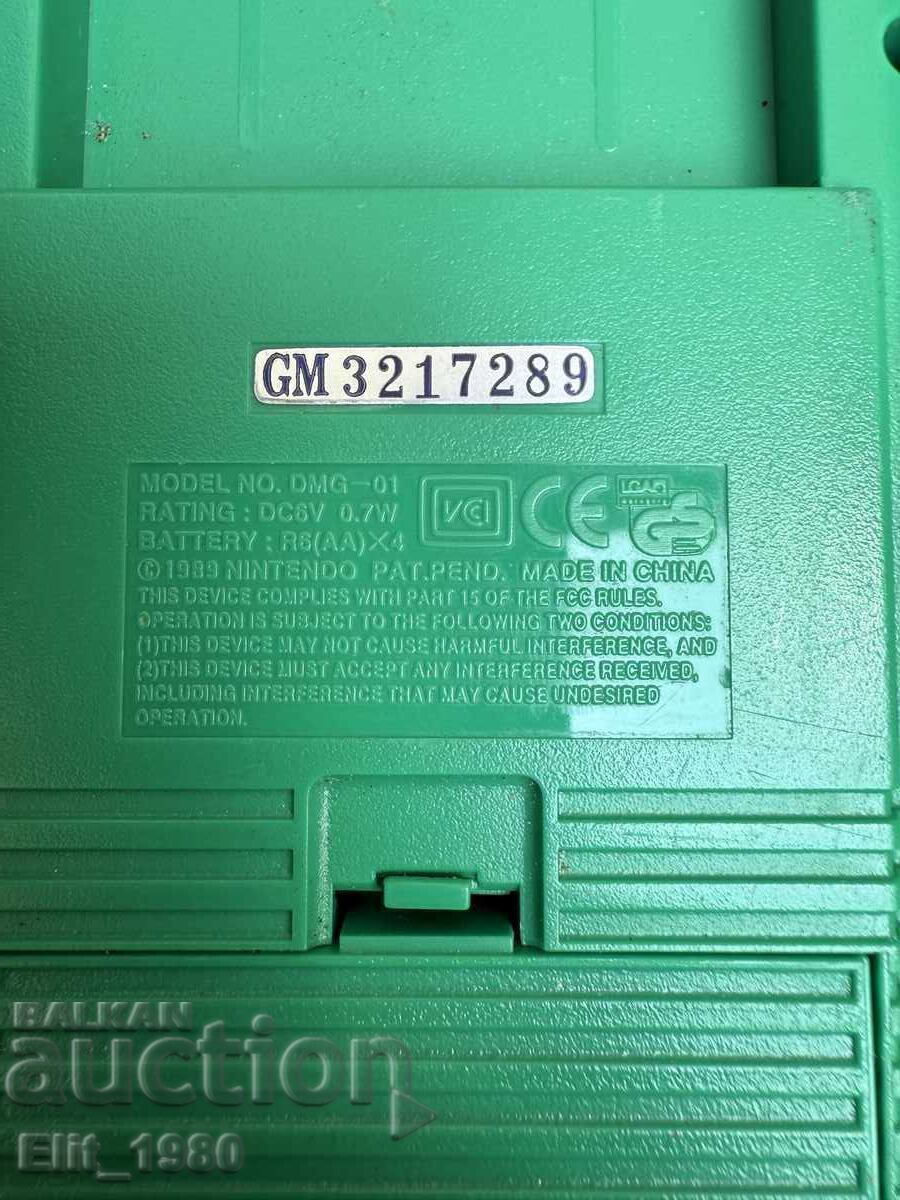 GM 3217289
MODEL NO. DMG-01
RATING : DC6V 0.7W
BATTERY : R6(AA)X4
VCI
CE
GS
© 1989 NINTENDO PAT.PEND. MADE IN CHINA
THIS DEVICE COMPLIES WITH PART 15 OF THE FCC RULES.
OPERATION IS SUBJECT TO THE FOLLOWING TWO CONDITIONS:
(1)THIS DEVICE MAY NOT CAUSE HARMFUL INTERFERENCE, AND
(2)THIS DEVICE MUST ACCEPT ANY INTERFERENCE RECEIVED,
INCLUDING INTERFERENCE THAT MAY CAUSE UNDESIRED
OPERATION.
BALKAN
auction
Elit_1980